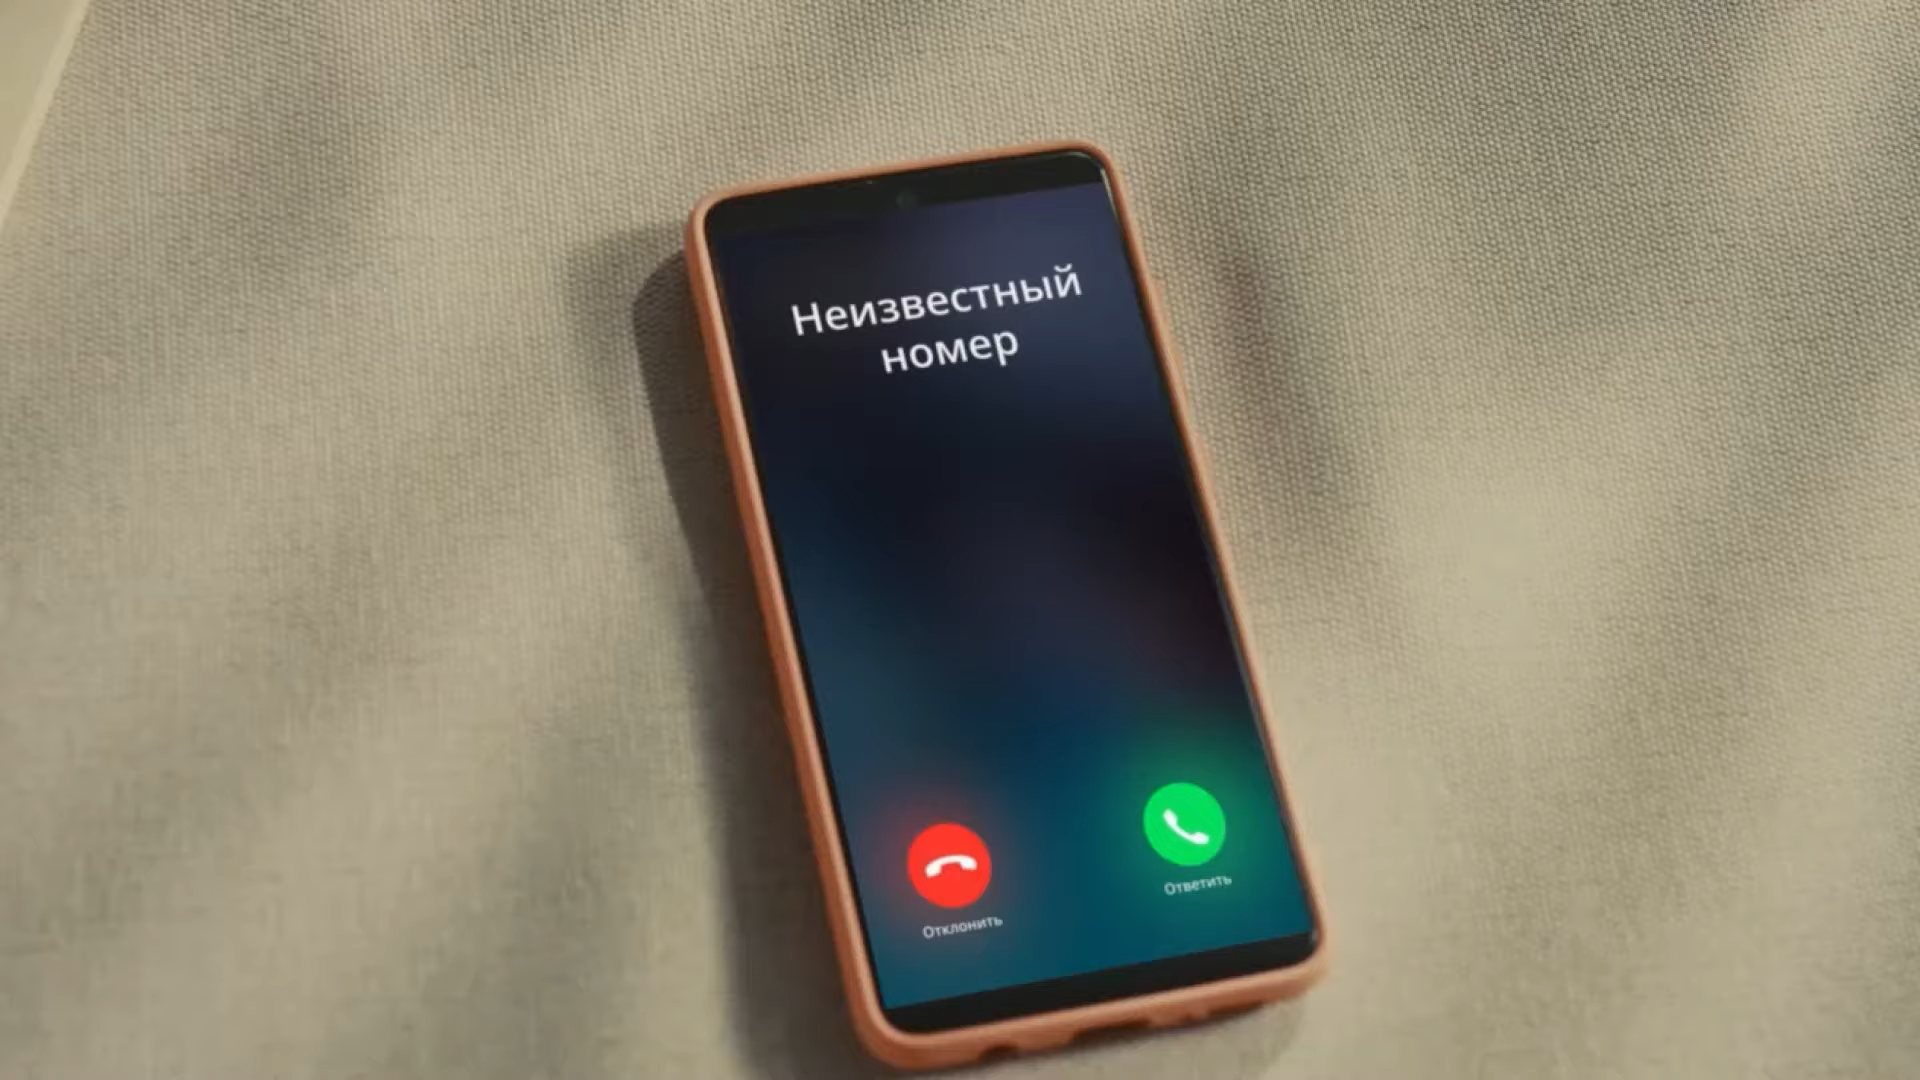 Неизвестный
номер
Отклонить
Ответить